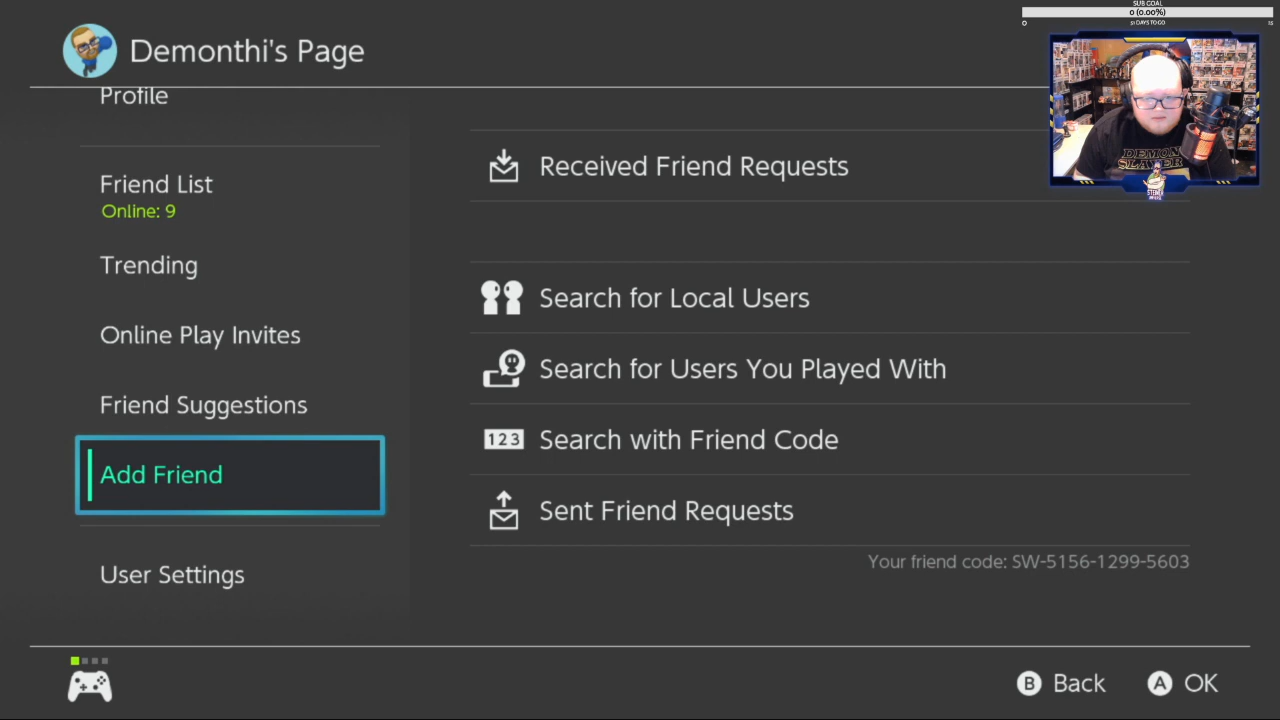 SUB GOAL
0 (0.00%)
0
Demonthi's Page
Profile
Friend List
Online: 9
Trending
Online Play Invites
Friend Suggestions
Add Friend
User Settings
Received Friend Requests
Search for Local Users
Search for Users You Played With
123
Search with Friend Code
Sent Friend Requests
Your friend code: SW-5156-1299-5603
DEMON
SLAYER
B Back
A OK